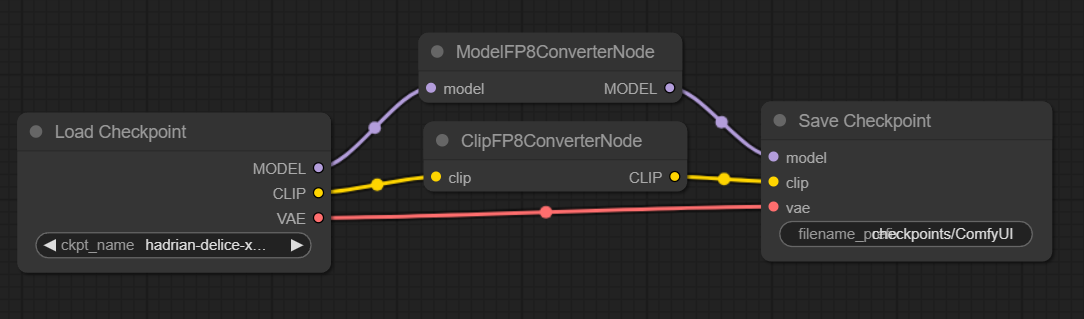 ModelFP8ConverterNode
model MODEL
Load Checkpoint
MODEL
CLIP
VAE
ckpt_name hadrian-delice-x...
ClipFP8ConverterNode
clip CLIP
Save Checkpoint
model
clip
vae
checkpoints/ComfyUI